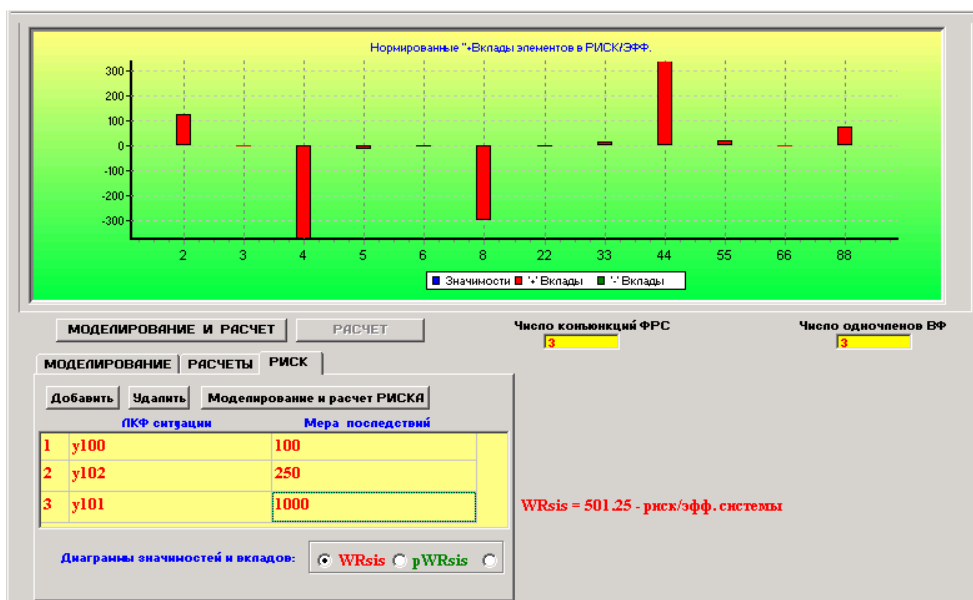 Нормированные "+Вклады элементов в РИСК/ЭФФ.
300
200
100
0
-100
-200
-300
2 3 4 5 6 8 22 33 44 55 66 88
Значимости '+' Вклады '-' Вклады
МОДЕЛИРОВАНИЕ И РАСЧЕТ РАСЧЕТ
Число конъюнкций ФРС
3
Число одночленов ВФ
3
МОДЕЛИРОВАНИЕ РАСЧЕТЫ РИСК
Добавить Удалить Моделирование и расчет РИСКА
ЛКФ ситуации Мера последствий
1 y100 100
2 y102 250
3 y101 1000
WRsis = 501.25 - риск/эфф. системы
Диаграммы значимостей и вкладов: WRsis pWRsis